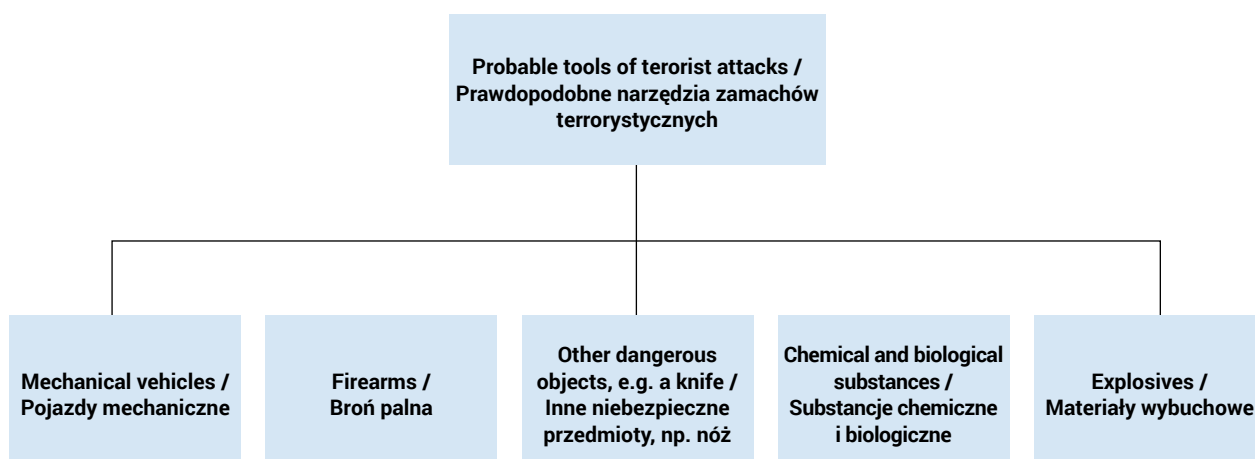 Probable tools of terorist attacks /
Prawdopodobne narzędzia zamachów
terrorystycznych
Mechanical vehicles /
Pojazdy mechaniczne
Firearms /
Broń palna
Other dangerous
objects, e.g. a knife /
Inne niebezpieczne
przedmioty, np. nóż
Chemical and biological
substances /
Substancje chemiczne
i biologiczne
Explosives /
Materiały wybuchowe